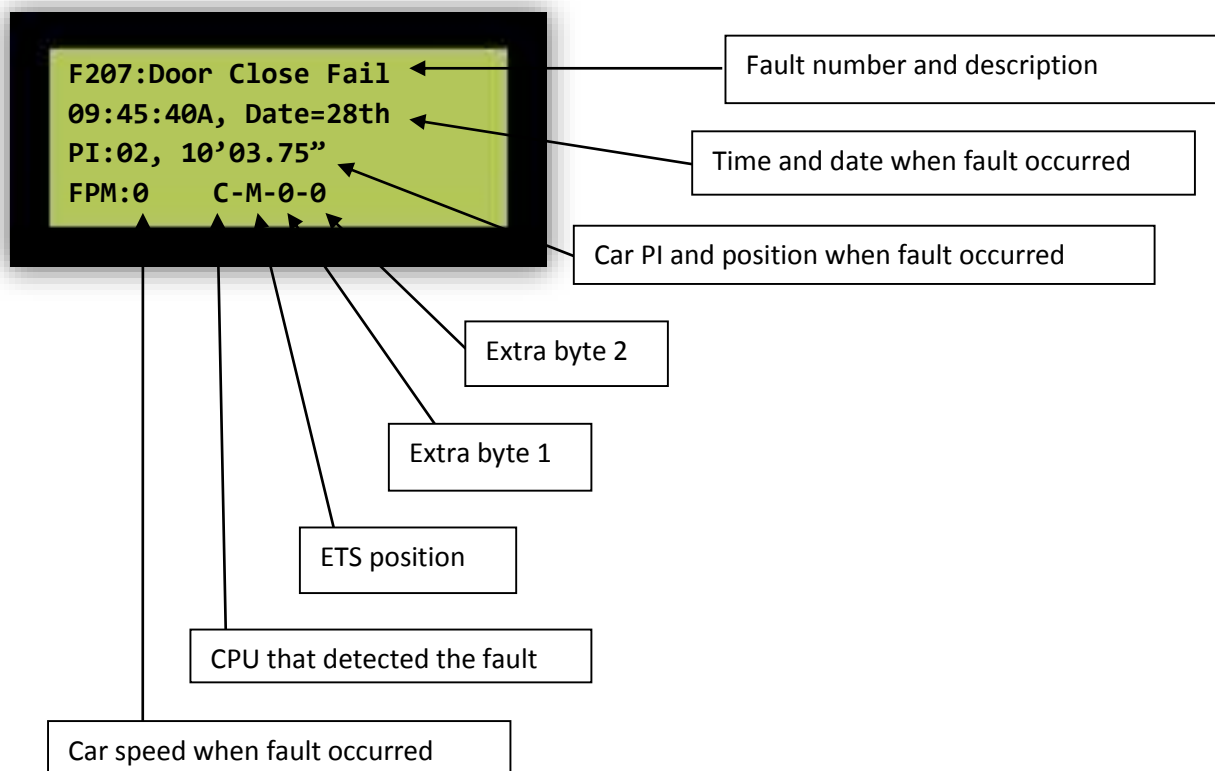 F207:Door Close Fail
09:45:40A, Date=28th
PI:02, 10’03.75”
FPM:0 C-M-0-0
Fault number and description
Time and date when fault occurred
Car PI and position when fault occurred
Extra byte 2
Extra byte 1
ETS position
CPU that detected the fault
Car speed when fault occurred